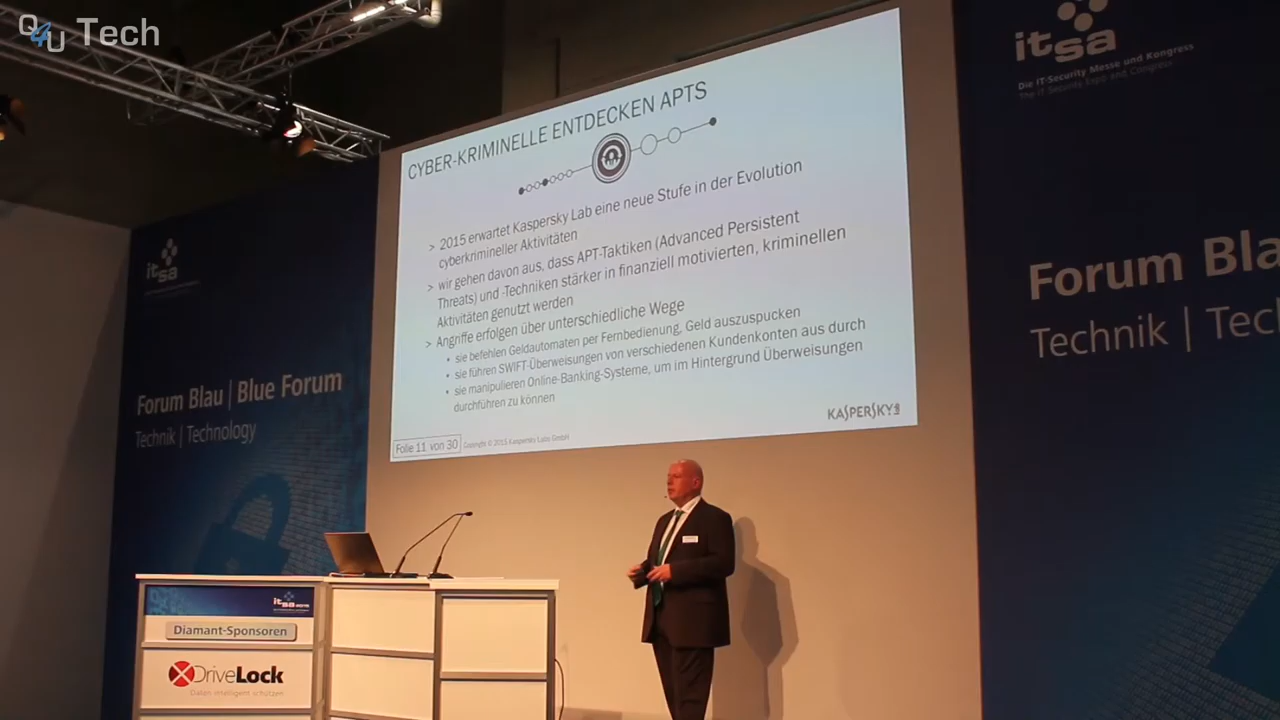 Q4U Tech
itsa
Die IT-Security Messe und Kongress
The IT Security Expo and Congress
CYBER-KRIMINELLE ENTDECKEN APTS
> 2015 erwartet Kaspersky Lab eine neue Stufe in der Evolution
cyberkrimineller Aktivitäten
> wir gehen davon aus, dass APT-Taktiken (Advanced Persistent
Threats) und -Techniken stärker in finanziell motivierten, kriminellen
Aktivitäten genutzt werden
> Angriffe erfolgen über unterschiedliche Wege
• sie befehlen Geldautomaten per Fernbedienung, Geld auszuspucken
• sie führen SWIFT-Überweisungen von verschiedenen Kundenkonten aus durch
• sie manipulieren Online-Banking-Systeme, um im Hintergrund Überweisungen
durchführen zu können
KASPERSKY
Folie 11 von 30
Copyright © 2015 Kaspersky Labs GmbH
itsa
Forum Blau | Blue Forum
Technik | Technology
Forum Bla
Technik | Tec
itsa 2015
Diamant-Sponsoren
DriveLock
Daten intelligent schützen